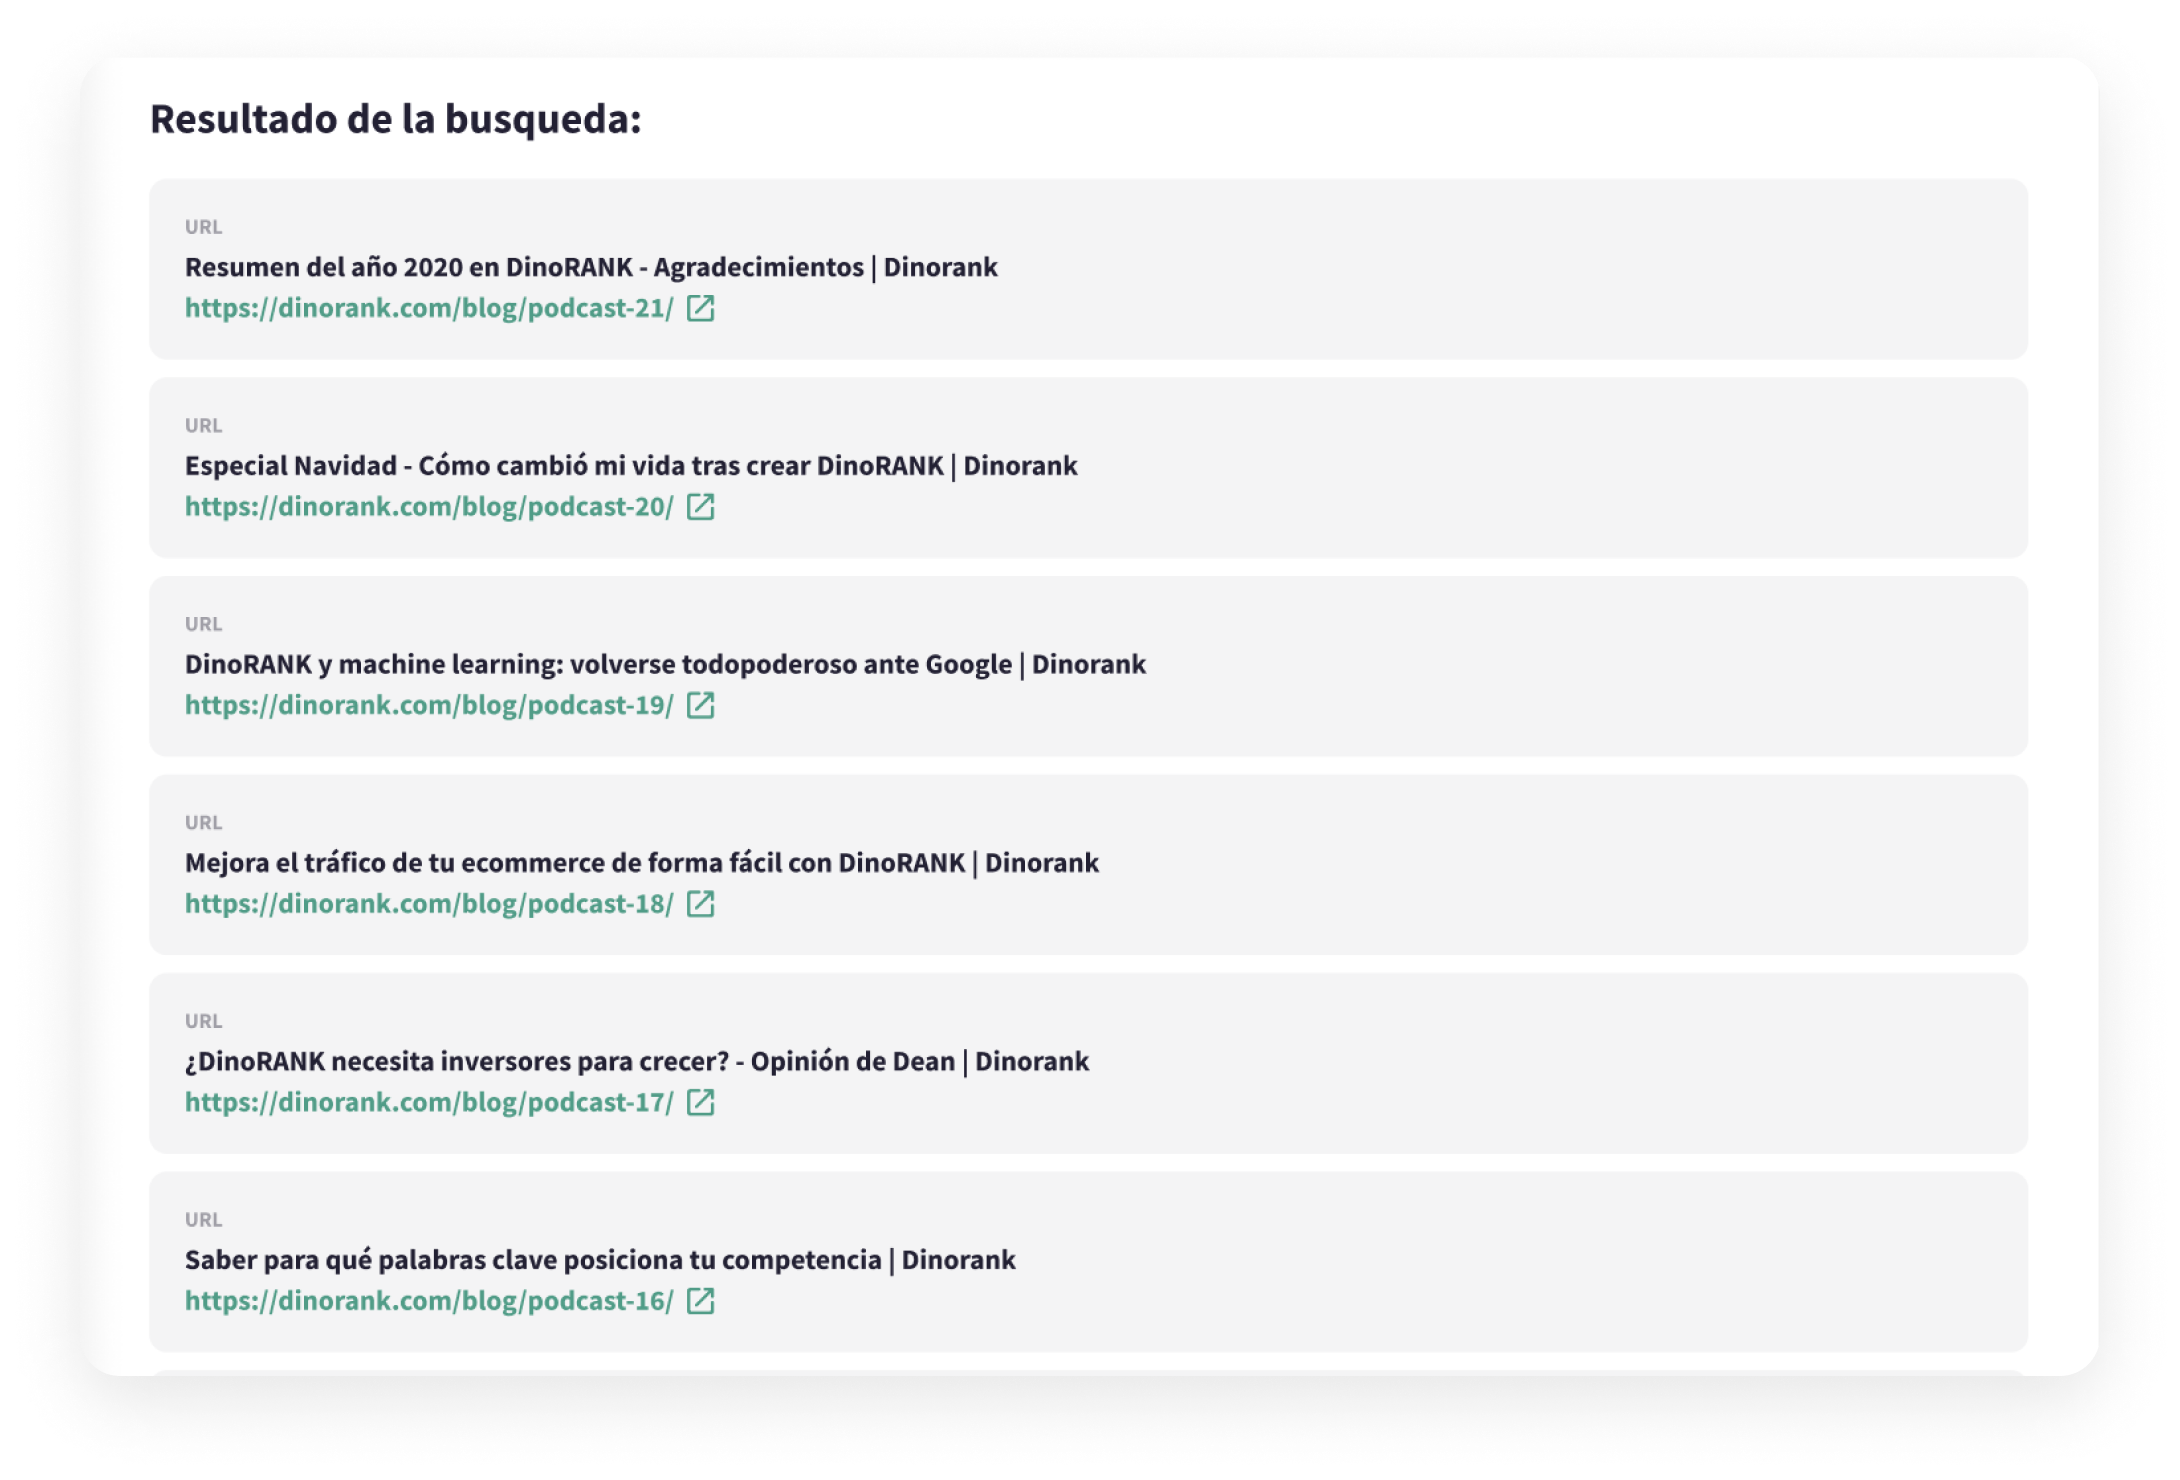 Resultado de la busqueda:
URL
Resumen del año 2020 en DinoRANK - Agradecimientos | Dinorank
https://dinorank.com/blog/podcast-21/
URL
Especial Navidad - Cómo cambió mi vida tras crear DinoRANK | Dinorank
https://dinorank.com/blog/podcast-20/
URL
DinoRANK y machine learning: volverse todopoderoso ante Google | Dinorank
https://dinorank.com/blog/podcast-19/
URL
Mejora el tráfico de tu ecommerce de forma fácil con DinoRANK | Dinorank
https://dinorank.com/blog/podcast-18/
URL
¿DinoRANK necesita inversores para crecer? - Opinión de Dean | Dinorank
https://dinorank.com/blog/podcast-17/
URL
Saber para qué palabras clave posiciona tu competencia | Dinorank
https://dinorank.com/blog/podcast-16/